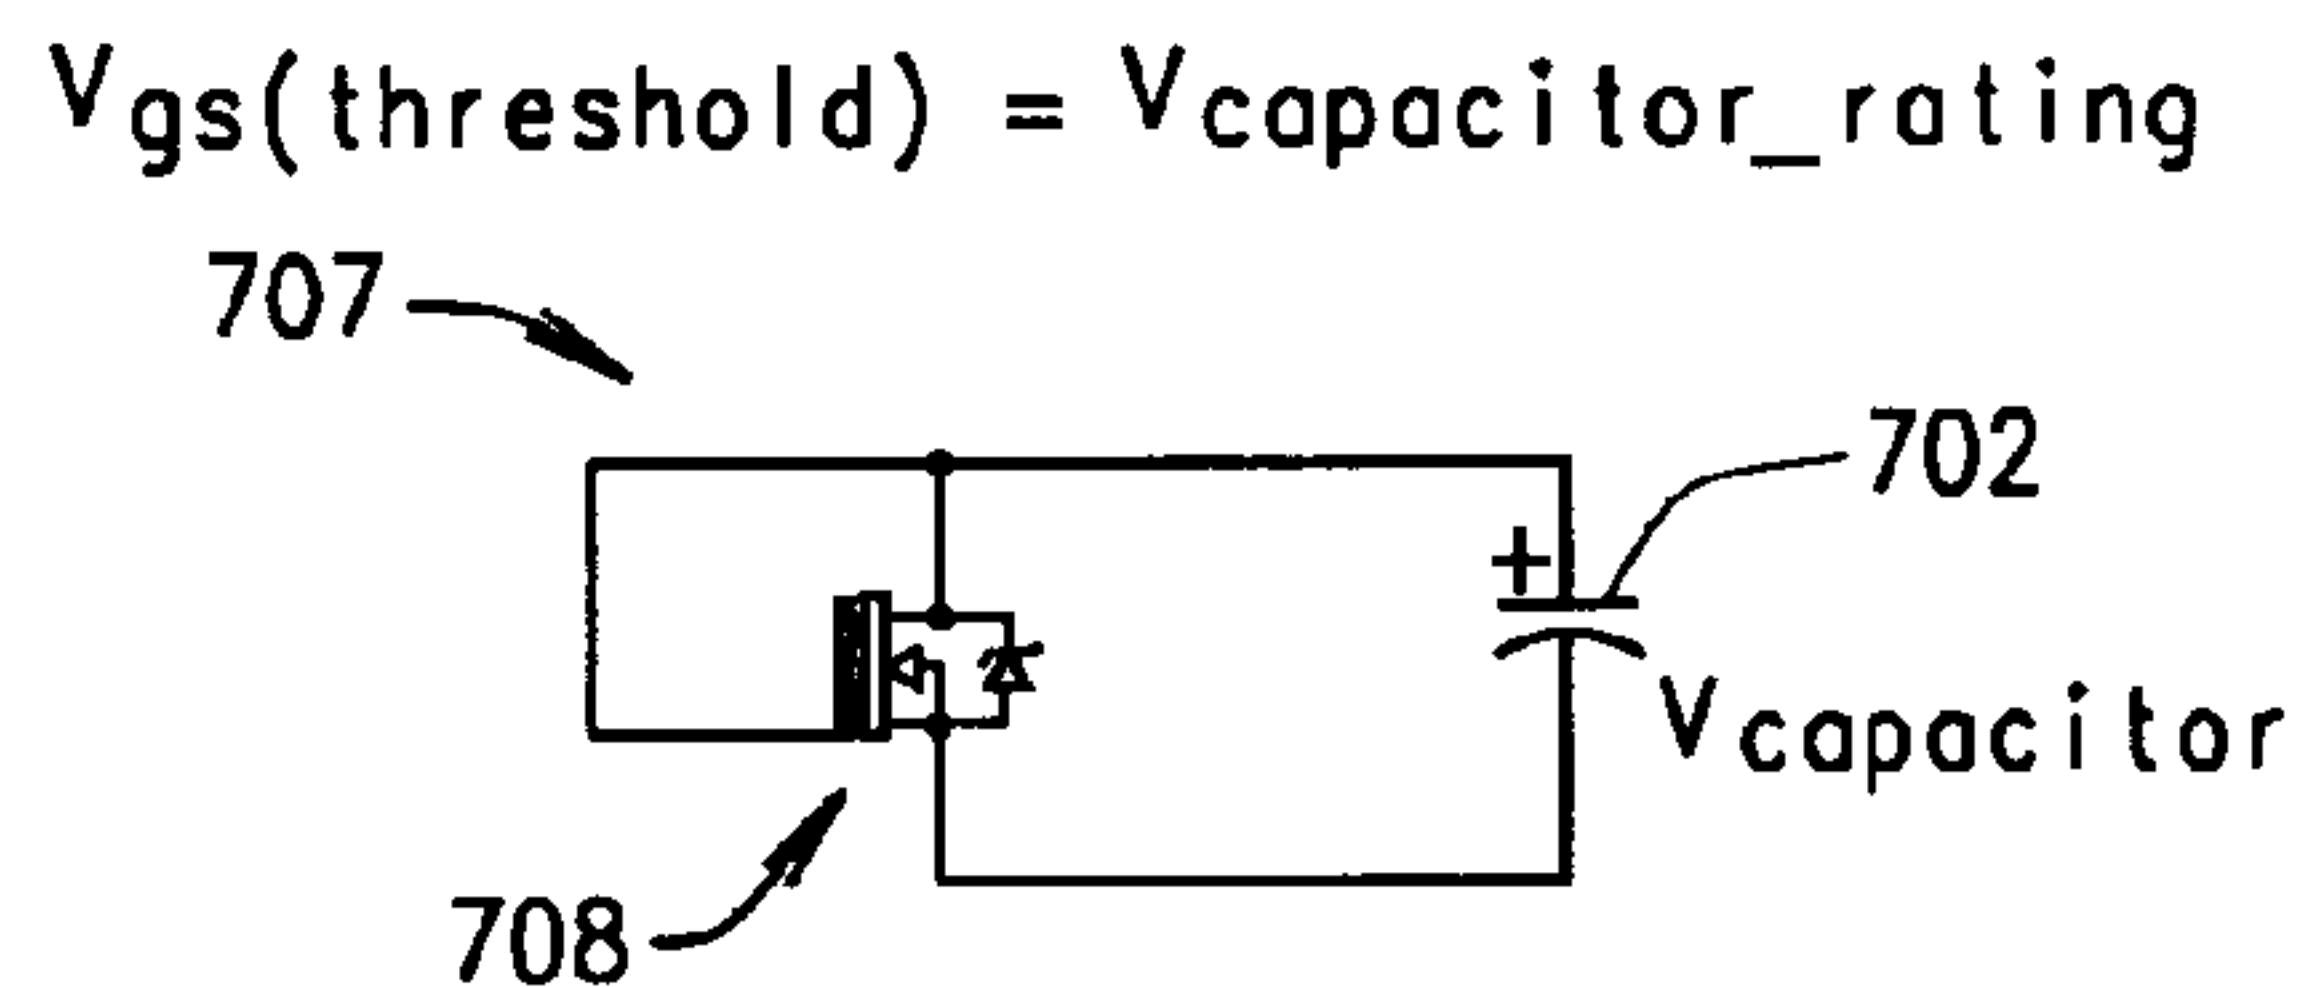 Vgs(threshold) = Vcapacitor_rating
707
702
+
Vcapacitor
708